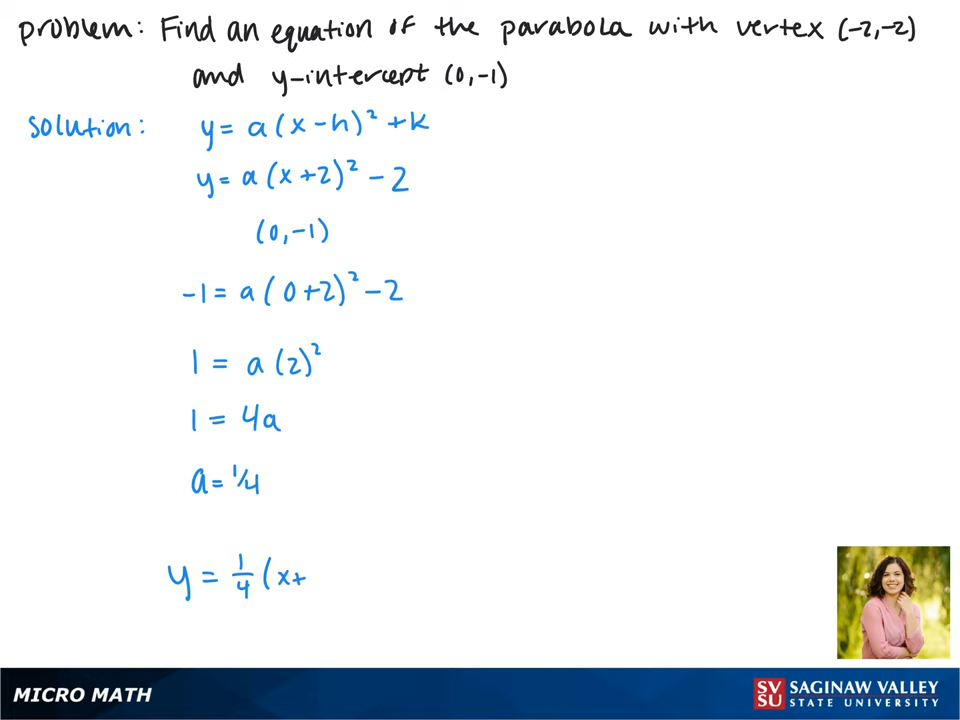 problem: Find an equation of the parabola with vertex (-2,-2)
and y-intercept (0,-1)
solution: y = a(x-h)² + k
y = a(x+2)² - 2
(0,-1)
-1 = a(0+2)² - 2
1 = a(2)²
1 = 4a
a = 1/4
y = 1/4 (x+
MICRO MATH
SVSU SAGINAW VALLEY
STATE UNIVERSITY